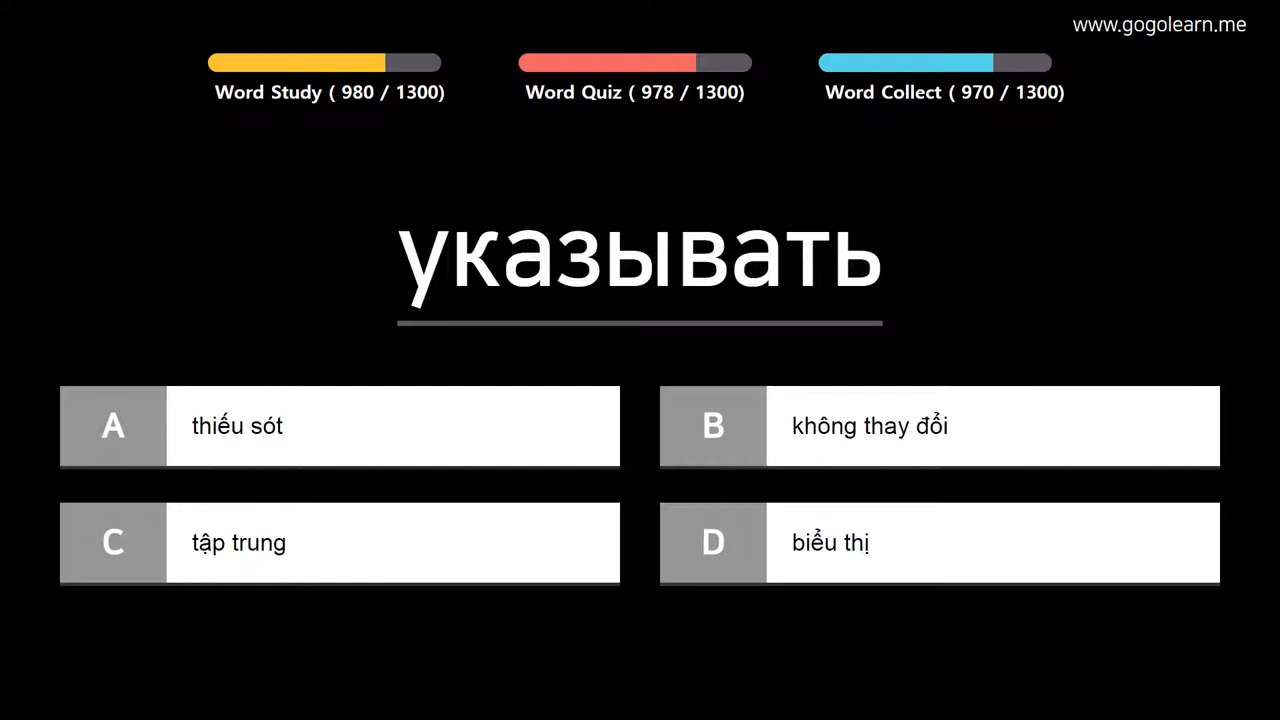 www.gogolearn.me
Word Study ( 980 / 1300)
Word Quiz ( 978 / 1300)
Word Collect ( 970 / 1300)
указывать
A thiếu sót
B không thay đổi
C tập trung
D biểu thị